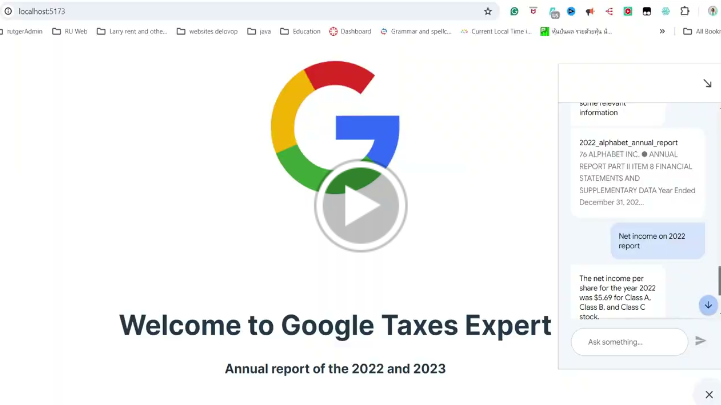 localhost:5173
rutgerAdmin
RU Web
Larry rent and othe...
websites delovop
java
Education
Dashboard
Grammar and spellc...
Current Local Time i...
»
All Book
some relevant
information
2022_alphabet_annual_report
76 ALPHABET INC. ● ANNUAL
REPORT PART II ITEM 8 FINANCIAL
STATEMENTS AND
SUPPLEMENTARY DATA Year Ended
December 31, 202...
Net income on 2022
report
The net income per
share for the year 2022
was $5.69 for Class A,
Class B, and Class C
stock.
Ask something...
Welcome to Google Taxes Expert
Annual report of the 2022 and 2023